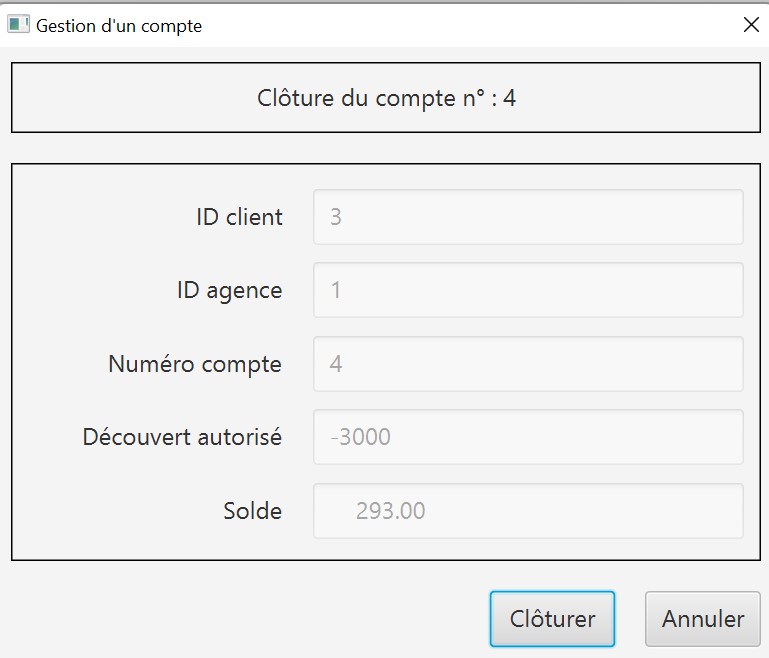 Gestion d'un compte
Clôture du compte n° : 4
ID client 3
ID agence 1
Numéro compte 4
Découvert autorisé -3000
Solde 293.00
Clôturer Annuler